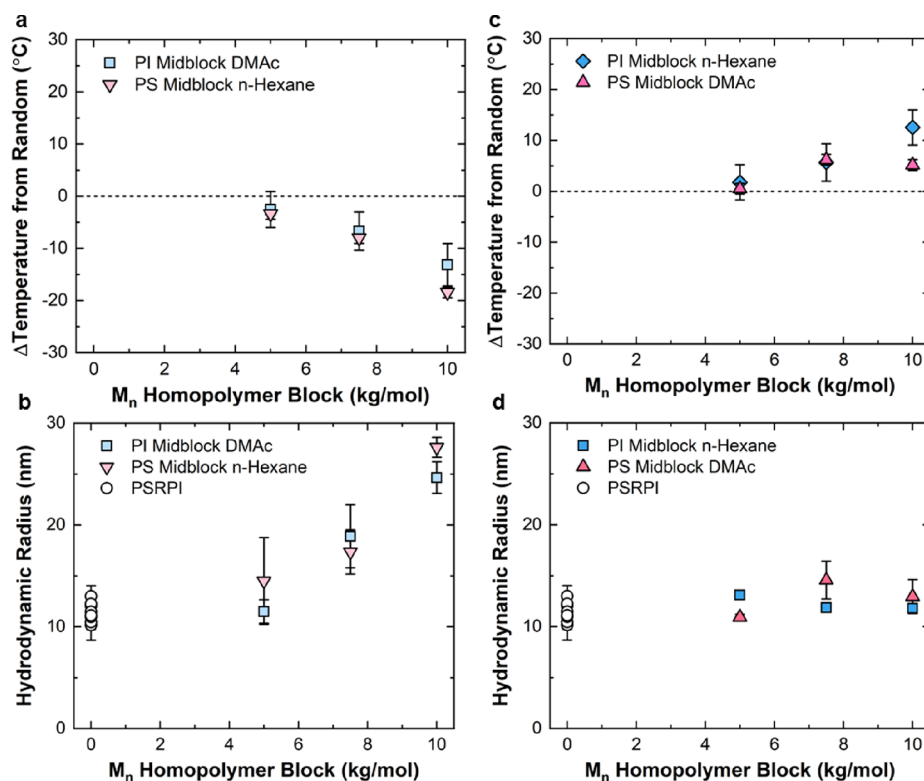 a
30
20
10
0
-10
-20
-30
ΔTemperature from Random (°C)
PI Midblock DMAc
PS Midblock n-Hexane
0 2 4 6 8 10
Mn Homopolymer Block (kg/mol)
b
30
20
10
0
Hydrodynamic Radius (nm)
PI Midblock DMAc
PS Midblock n-Hexane
PSRPI
0 2 4 6 8 10
Mn Homopolymer Block (kg/mol)
c
30
20
10
0
-10
-20
-30
ΔTemperature from Random (°C)
PI Midblock n-Hexane
PS Midblock DMAc
0 2 4 6 8 10
Mn Homopolymer Block (kg/mol)
d
30
20
10
0
Hydrodynamic Radius (nm)
PI Midblock n-Hexane
PS Midblock DMAc
PSRPI
0 2 4 6 8 10
Mn Homopolymer Block (kg/mol)